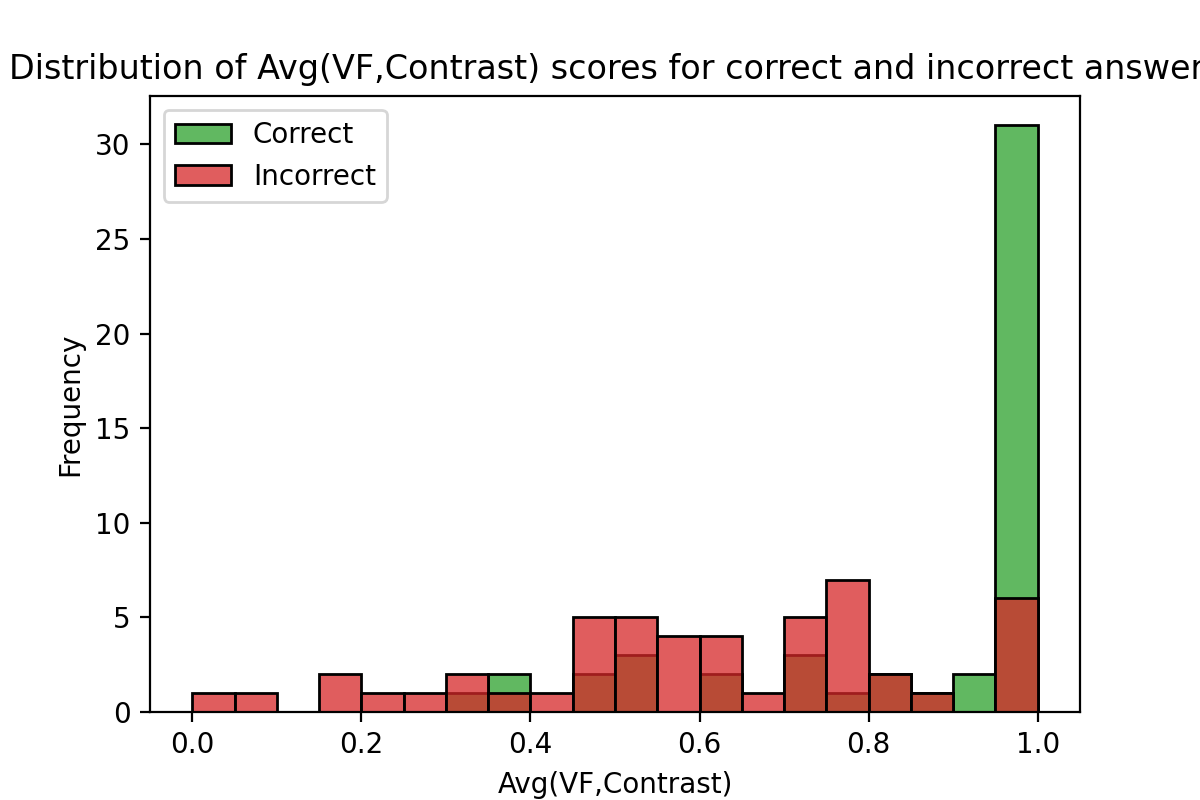 Distribution of Avg(VF,Contrast) scores for correct and incorrect answer
Correct
Incorrect
30
25
20
15
10
5
0
Frequency
0.0 0.2 0.4 0.6 0.8 1.0
Avg(VF,Contrast)